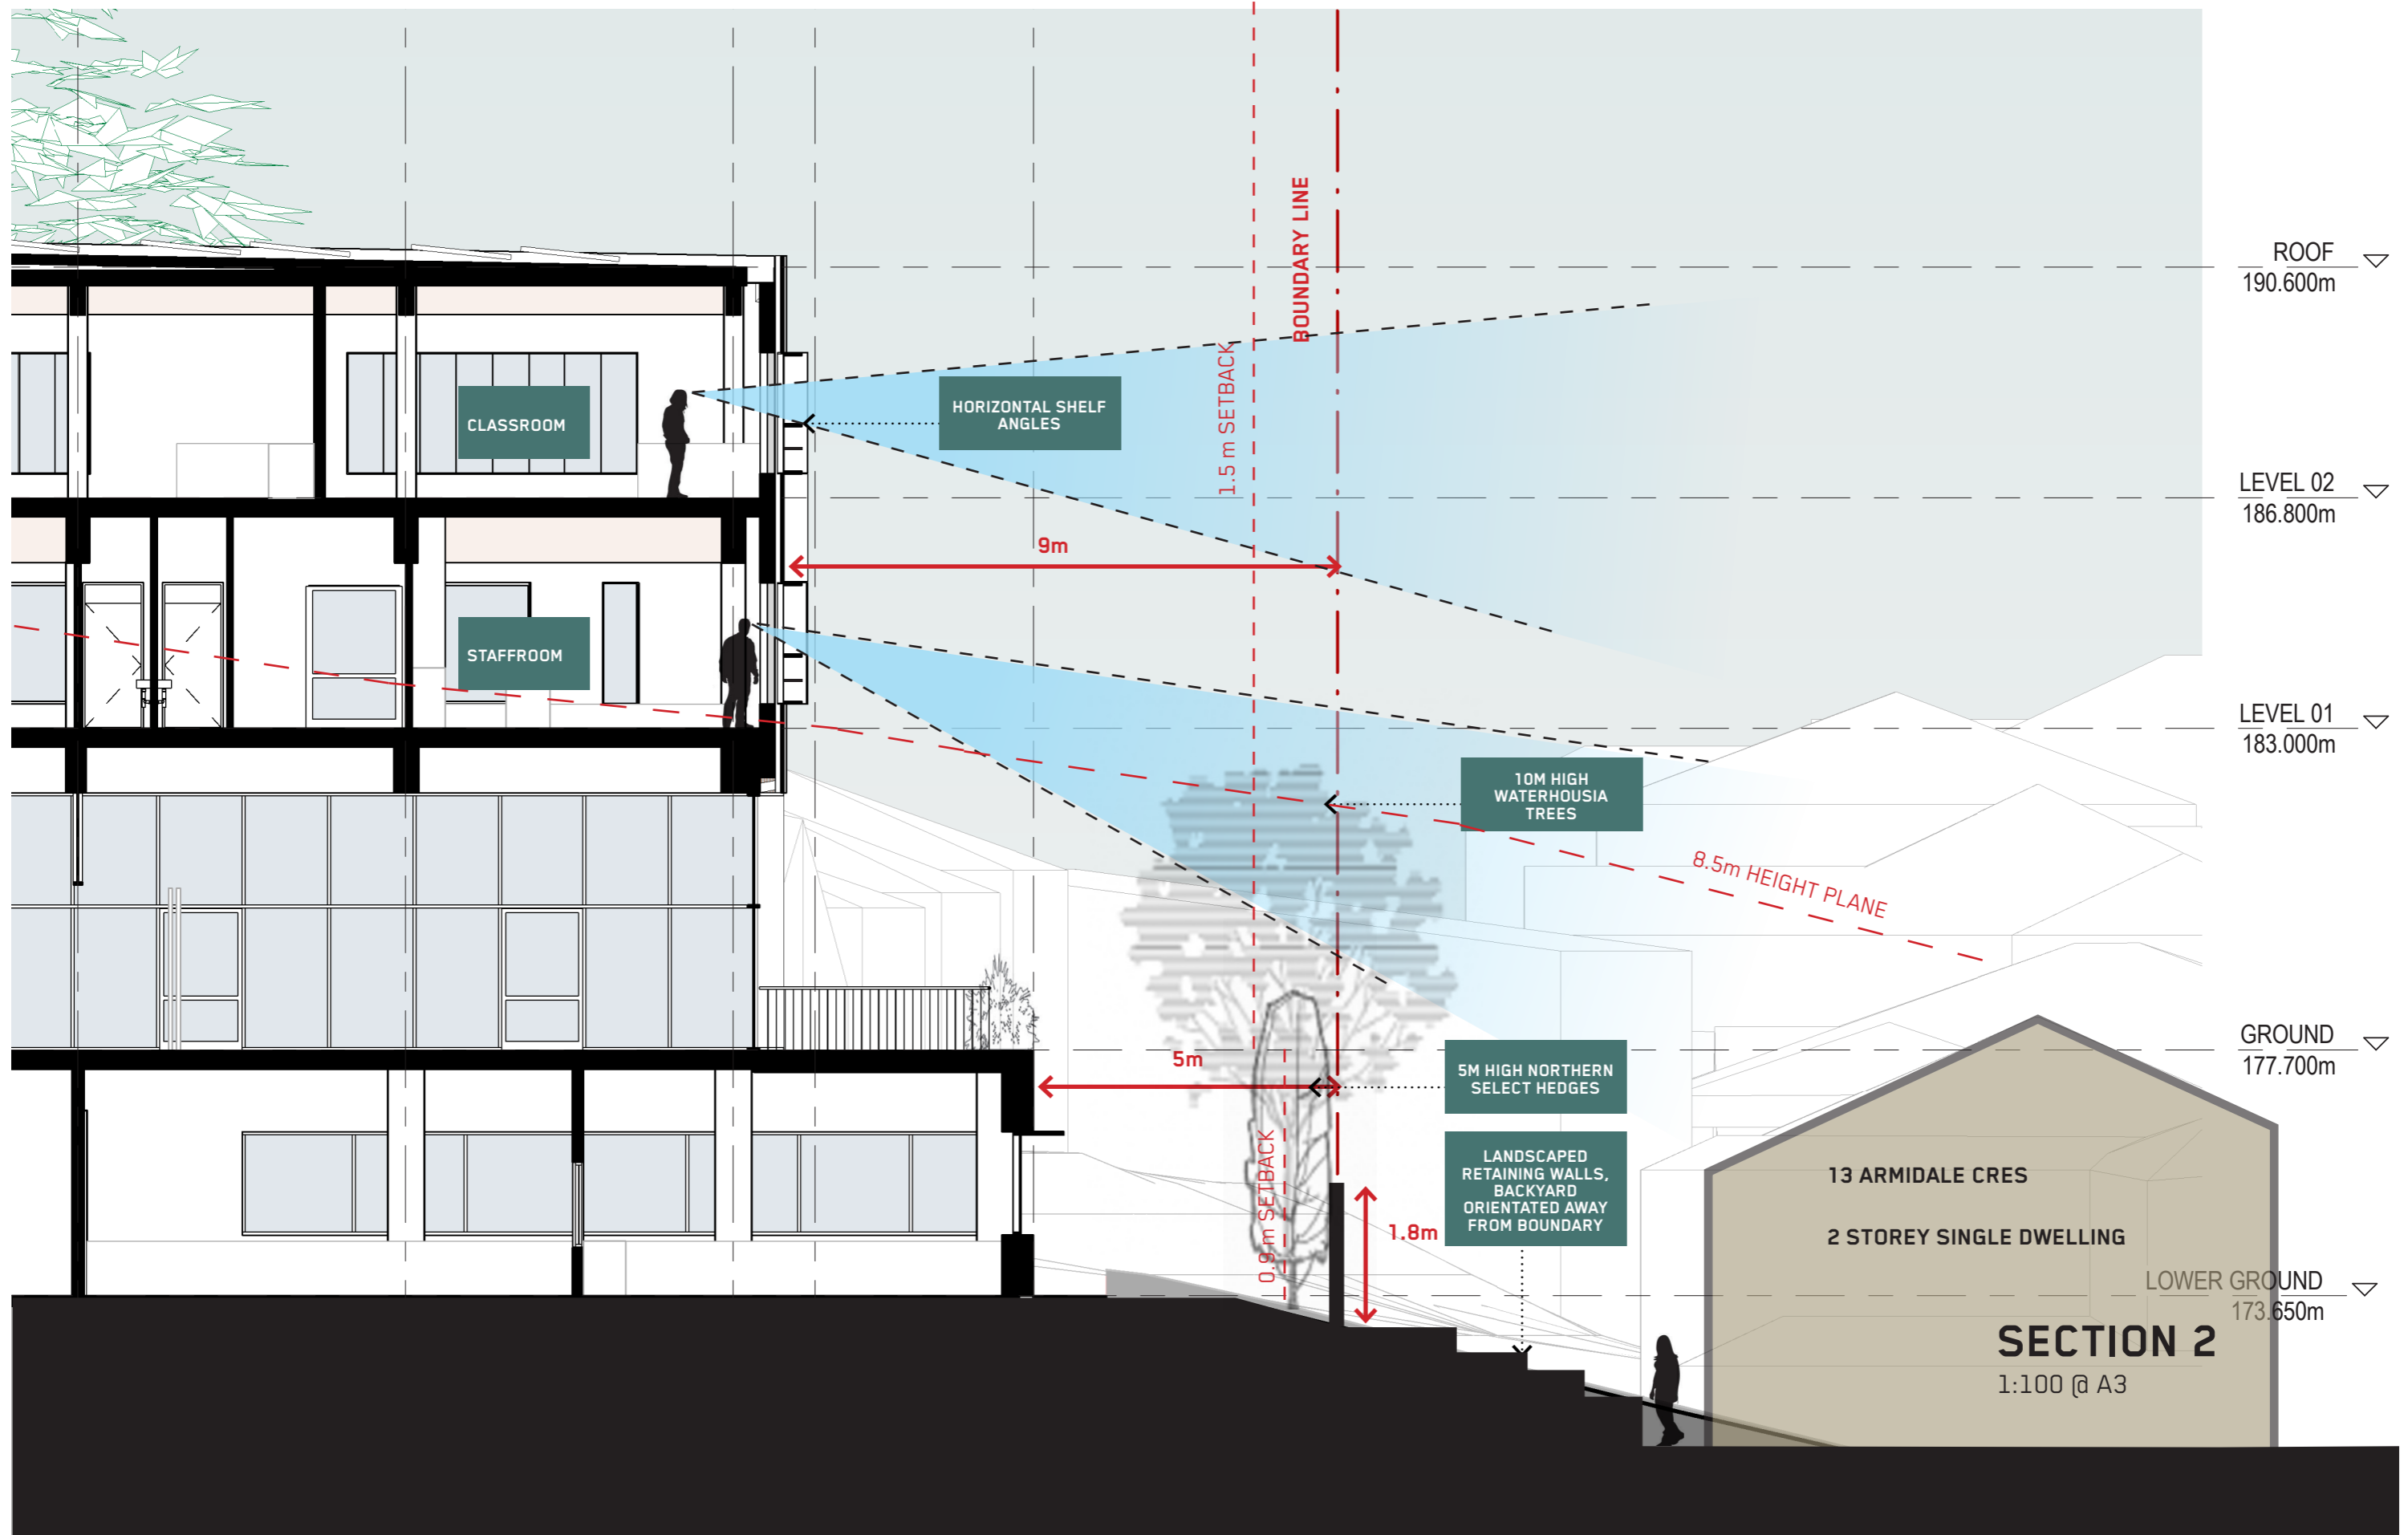 BOUNDARY LINE
1.5 m SETBACK
ROOF
190.600m
CLASSROOM
HORIZONTAL SHELF
ANGLES
LEVEL 02
186.800m
9m
STAFFROOM
LEVEL 01
183.000m
10M HIGH
WATERHOUSIA
TREES
8.5m HEIGHT PLANE
GROUND
177.700m
5m
5M HIGH NORTHERN
SELECT HEDGES
0.9 m SETBACK
LANDSCAPED
RETAINING WALLS,
BACKYARD
ORIENTATED AWAY
FROM BOUNDARY
1.8m
13 ARMIDALE CRES
2 STOREY SINGLE DWELLING
LOWER GROUND
173.650m
SECTION 2
1:100 @ A3